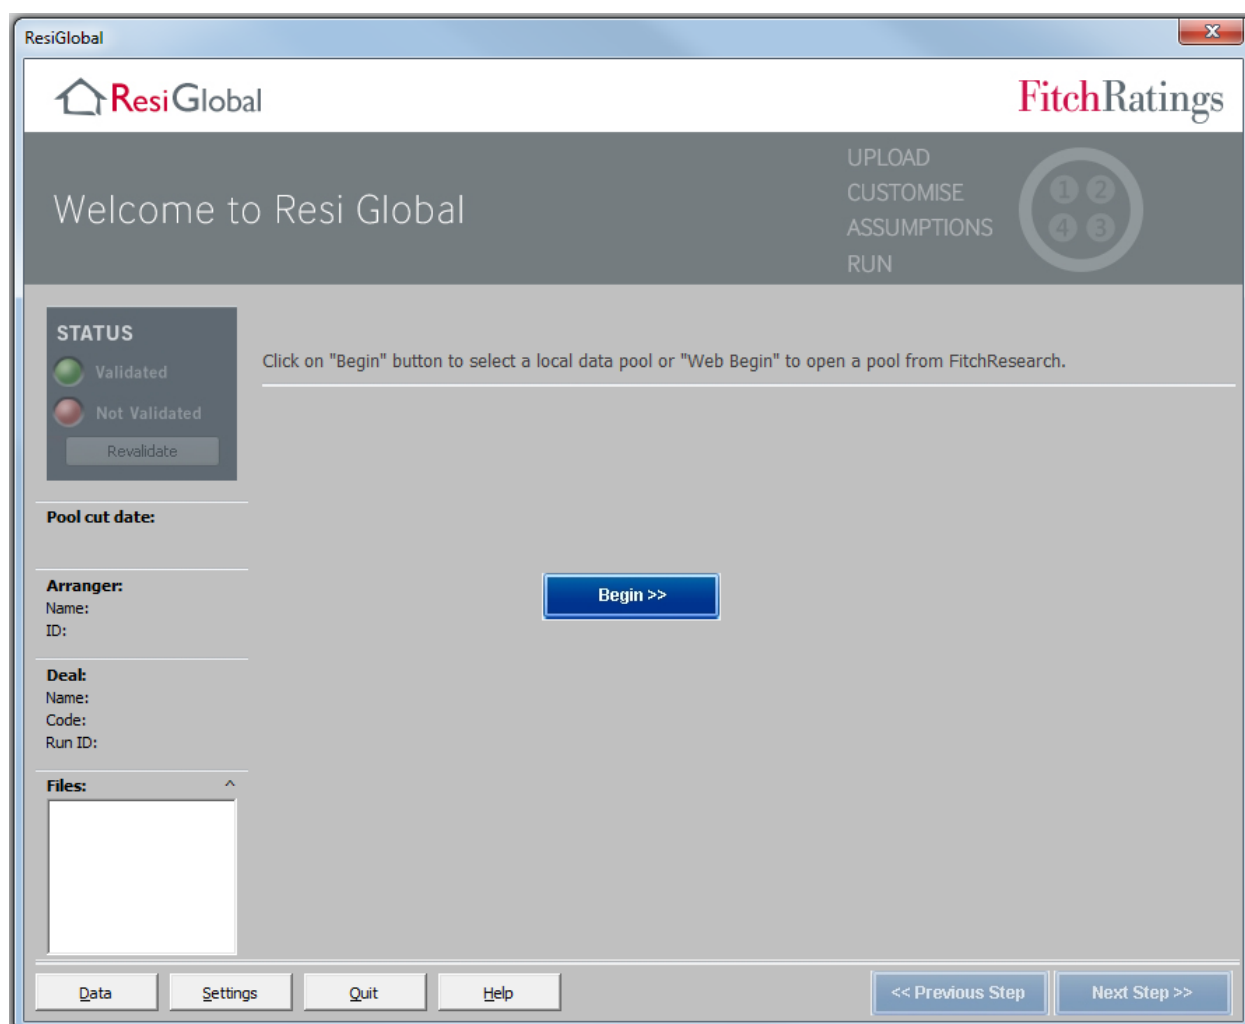 ResiGlobal
x
ResiGlobal
FitchRatings
Welcome to Resi Global
UPLOAD
CUSTOMISE
ASSUMPTIONS
RUN
1 2
4 3
STATUS
Validated
Not Validated
Revalidate
Click on "Begin" button to select a local data pool or "Web Begin" to open a pool from FitchResearch.
Pool cut date:
Arranger:
Name:
ID:
Begin >>
Deal:
Name:
Code:
Run ID:
Files: ^
Data Settings Quit Help << Previous Step Next Step >>